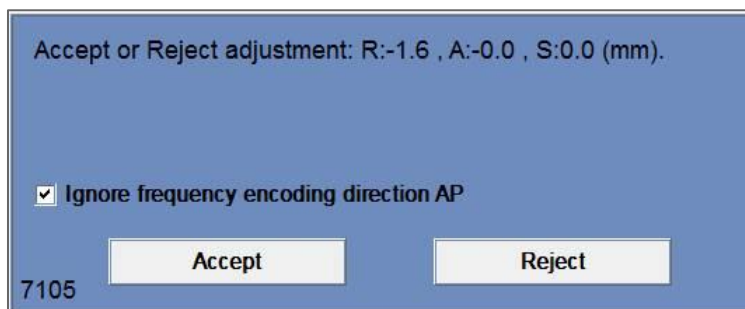 Accept or Reject adjustment: R:-1.6 , A:-0.0 , S:0.0 (mm).
Ignore frequency encoding direction AP
Accept
Reject
7105